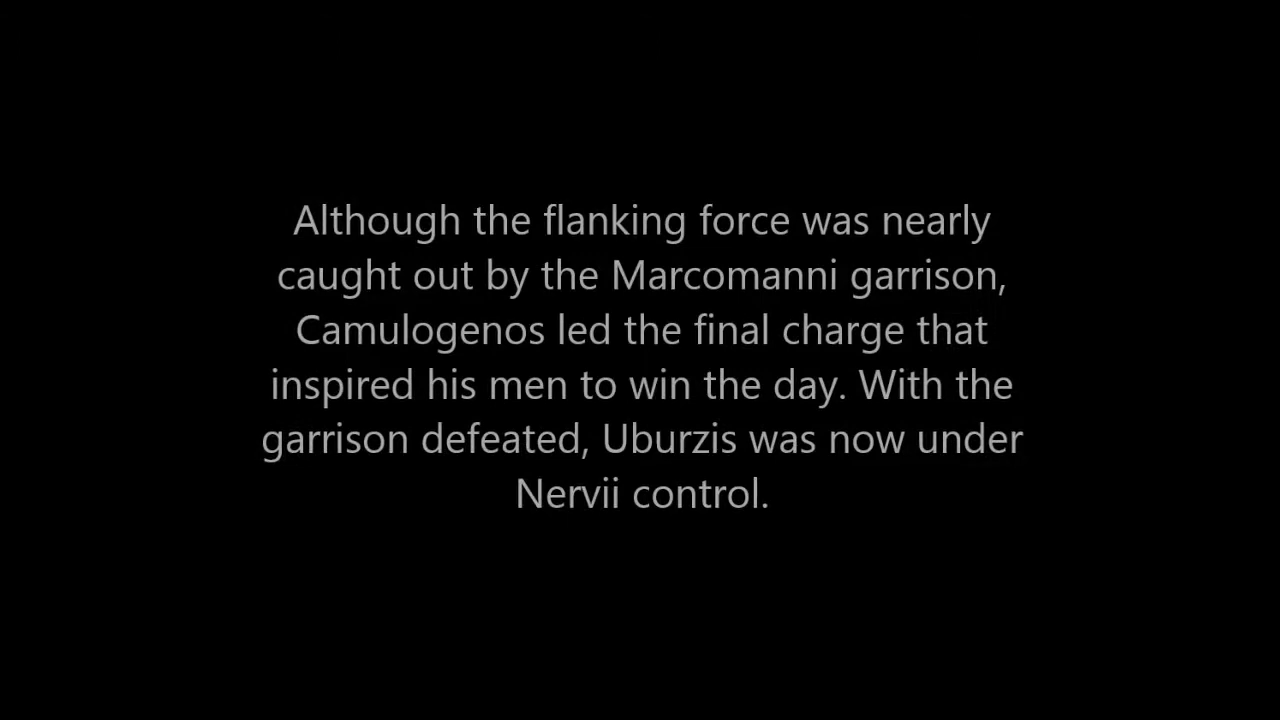 Although the flanking force was nearly
caught out by the Marcomanni garrison,
Camulogenos led the final charge that
inspired his men to win the day. With the
garrison defeated, Uburzis was now under
Nervii control.